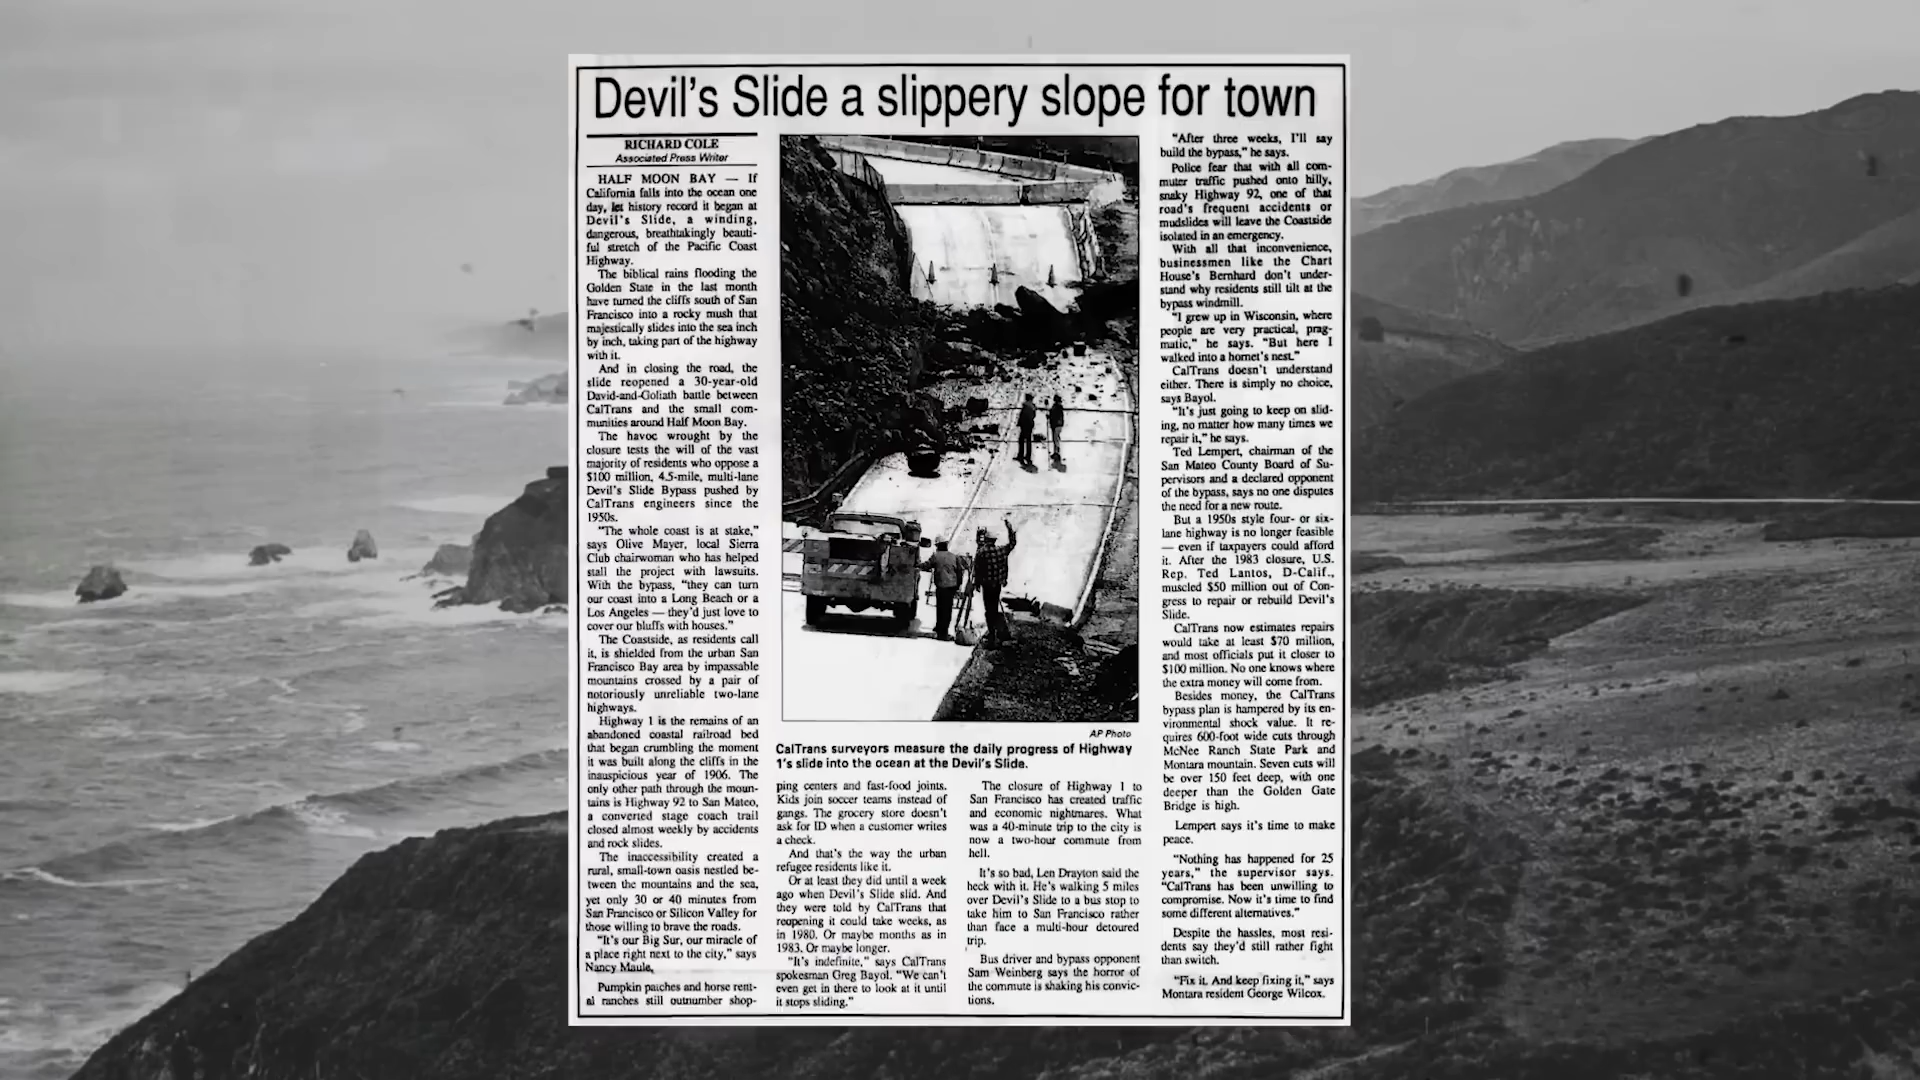 Devil's Slide a slippery slope for town
RICHARD COLE
Associated Press Writer
HALF MOON BAY — If
California falls into the ocean one
day, let history record it began at
Devil's Slide, a winding,
dangerous, breathtakingly beauti-
ful stretch of the Pacific Coast
Highway.
The biblical rains flooding the
Golden State in the last month
have turned the cliffs south of San
Francisco into a rocky mush that
majestically slides into the sea inch
by inch, taking part of the highway
with it.
And in closing the road, the
slide reopened a 30-year-old
David-and-Goliath battle between
CalTrans and the small com-
munities around Half Moon Bay.
The havoc wrought by the
closure tests the will of the vast
majority of residents who oppose a
$100 million, 4.5-mile, multi-lane
Devil's Slide Bypass pushed by
CalTrans engineers since the
1950s.
"The whole coast is at stake,"
says Olive Mayer, local Sierra
Club chairwoman who has helped
stall the project with lawsuits.
With the bypass, "they can turn
our coast into a Long Beach or a
Los Angeles — they'd just love to
cover our bluffs with houses."
The Coastside, as residents call
it, is shielded from the urban San
Francisco Bay area by impassable
mountains crossed by a pair of
notoriously unreliable two-lane
highways.
Highway 1 is the remains of an
abandoned coastal railroad bed
that began crumbling the moment
it was built along the cliffs in the
inauspicious year of 1906. The
only other path through the moun-
tains is Highway 92 to San Mateo,
a converted stage coach trail
closed almost weekly by accidents
and rock slides.
The inaccessibility created a
rural, small-town oasis nestled be-
tween the mountains and the sea,
yet only 30 or 40 minutes from
San Francisco or Silicon Valley for
those willing to brave the roads.
"It's our Big Sur, our miracle of
a place right next to the city," says
Nancy Maule.
Pumpkin patches and horse rent-
al ranches still outnumber shop-
AP Photo
CalTrans surveyors measure the daily progress of Highway
1's slide into the ocean at the Devil's Slide.
ping centers and fast-food joints.
Kids join soccer teams instead of
gangs. The grocery store doesn't
ask for ID when a customer writes
a check.
And that's the way the urban
refugee residents like it.
Or at least they did until a week
ago when Devil's Slide slid. And
they were told by CalTrans that
reopening it could take weeks, as
in 1980. Or maybe months as in
1983. Or maybe longer.
"It's indefinite," says CalTrans
spokesman Greg Bayol. "We can't
even get in there to look at it until
it stops sliding."
The closure of Highway 1 to
San Francisco has created traffic
and economic nightmares. What
was a 40-minute trip to the city is
now a two-hour commute from
hell.
It's so bad, Len Drayton said the
heck with it. He's walking 5 miles
over Devil's Slide to a bus stop to
take him to San Francisco rather
than face a multi-hour detoured
trip.
Bus driver and bypass opponent
Sam Weinberg says the horror of
the commute is shaking his convic-
tions.
"After three weeks, I'll say
build the bypass," he says.
Police fear that with all com-
muter traffic pushed onto hilly,
snaky Highway 92, one of that
road's frequent accidents or
mudslides will leave the Coastside
isolated in an emergency.
With all that inconvenience,
businessmen like the Chart
House's Bernhard don't under-
stand why residents still tilt at the
bypass windmill.
"I grew up in Wisconsin, where
people are very practical, prag-
matic," he says. "But here I
walked into a hornet's nest."
CalTrans doesn't understand
either. There is simply no choice,
says Bayol.
"It's just going to keep on slid-
ing, no matter how many times we
repair it," he says.
Ted Lempert, chairman of the
San Mateo County Board of Su-
pervisors and a declared opponent
of the bypass, says no one disputes
the need for a new route.
But a 1950s style four- or six-
lane highway is no longer feasible
— even if taxpayers could afford
it. After the 1983 closure, U.S.
Rep. Ted Lantos, D-Calif.,
muscled $50 million out of Con-
gress to repair or rebuild Devil's
Slide.
CalTrans now estimates repairs
would take at least $70 million,
and most officials put it closer to
$100 million. No one knows where
the extra money will come from.
Besides money, the CalTrans
bypass plan is hampered by its en-
vironmental shock value. It re-
quires 600-foot wide cuts through
McNee Ranch State Park and
Montara mountain. Seven cuts will
be over 150 feet deep, with one
deeper than the Golden Gate
Bridge is high.
Lempert says it's time to make
peace.
"Nothing has happened for 25
years," the supervisor says.
"CalTrans has been unwilling to
compromise. Now it's time to find
some different alternatives."
Despite the hassles, most resi-
dents say they'd still rather fight
than switch.
"Fix it. And keep fixing it," says
Montara resident George Wilcox.